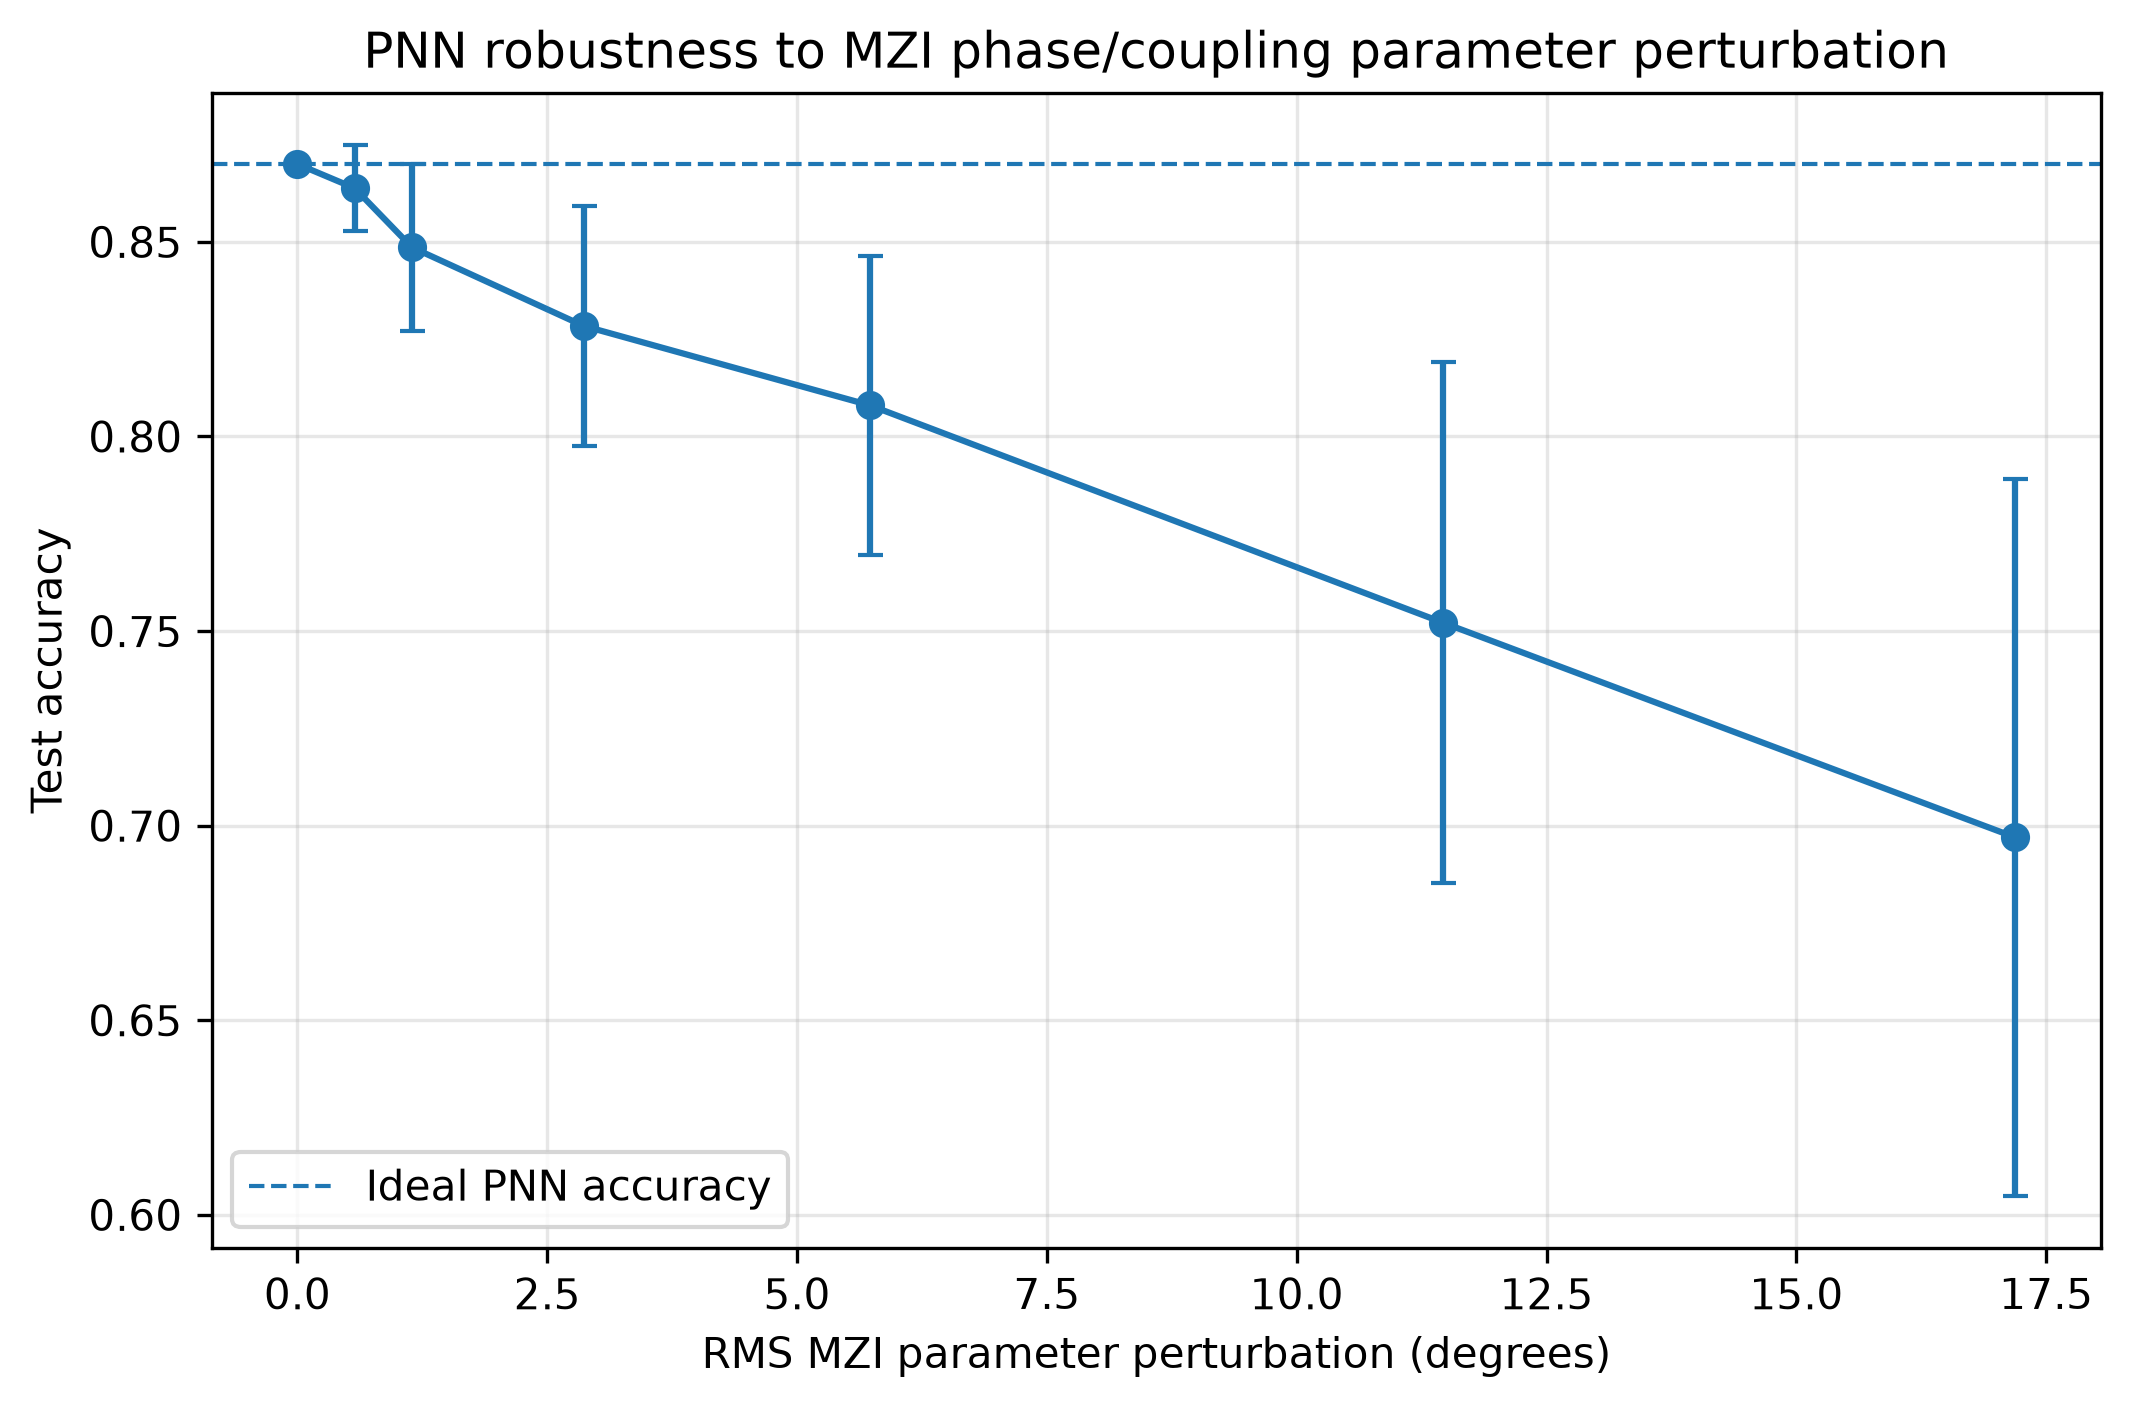 PNN robustness to MZI phase/coupling parameter perturbation
Test accuracy
0.85
0.80
0.75
0.70
0.65
0.60
Ideal PNN accuracy
0.0 2.5 5.0 7.5 10.0 12.5 15.0 17.5
RMS MZI parameter perturbation (degrees)